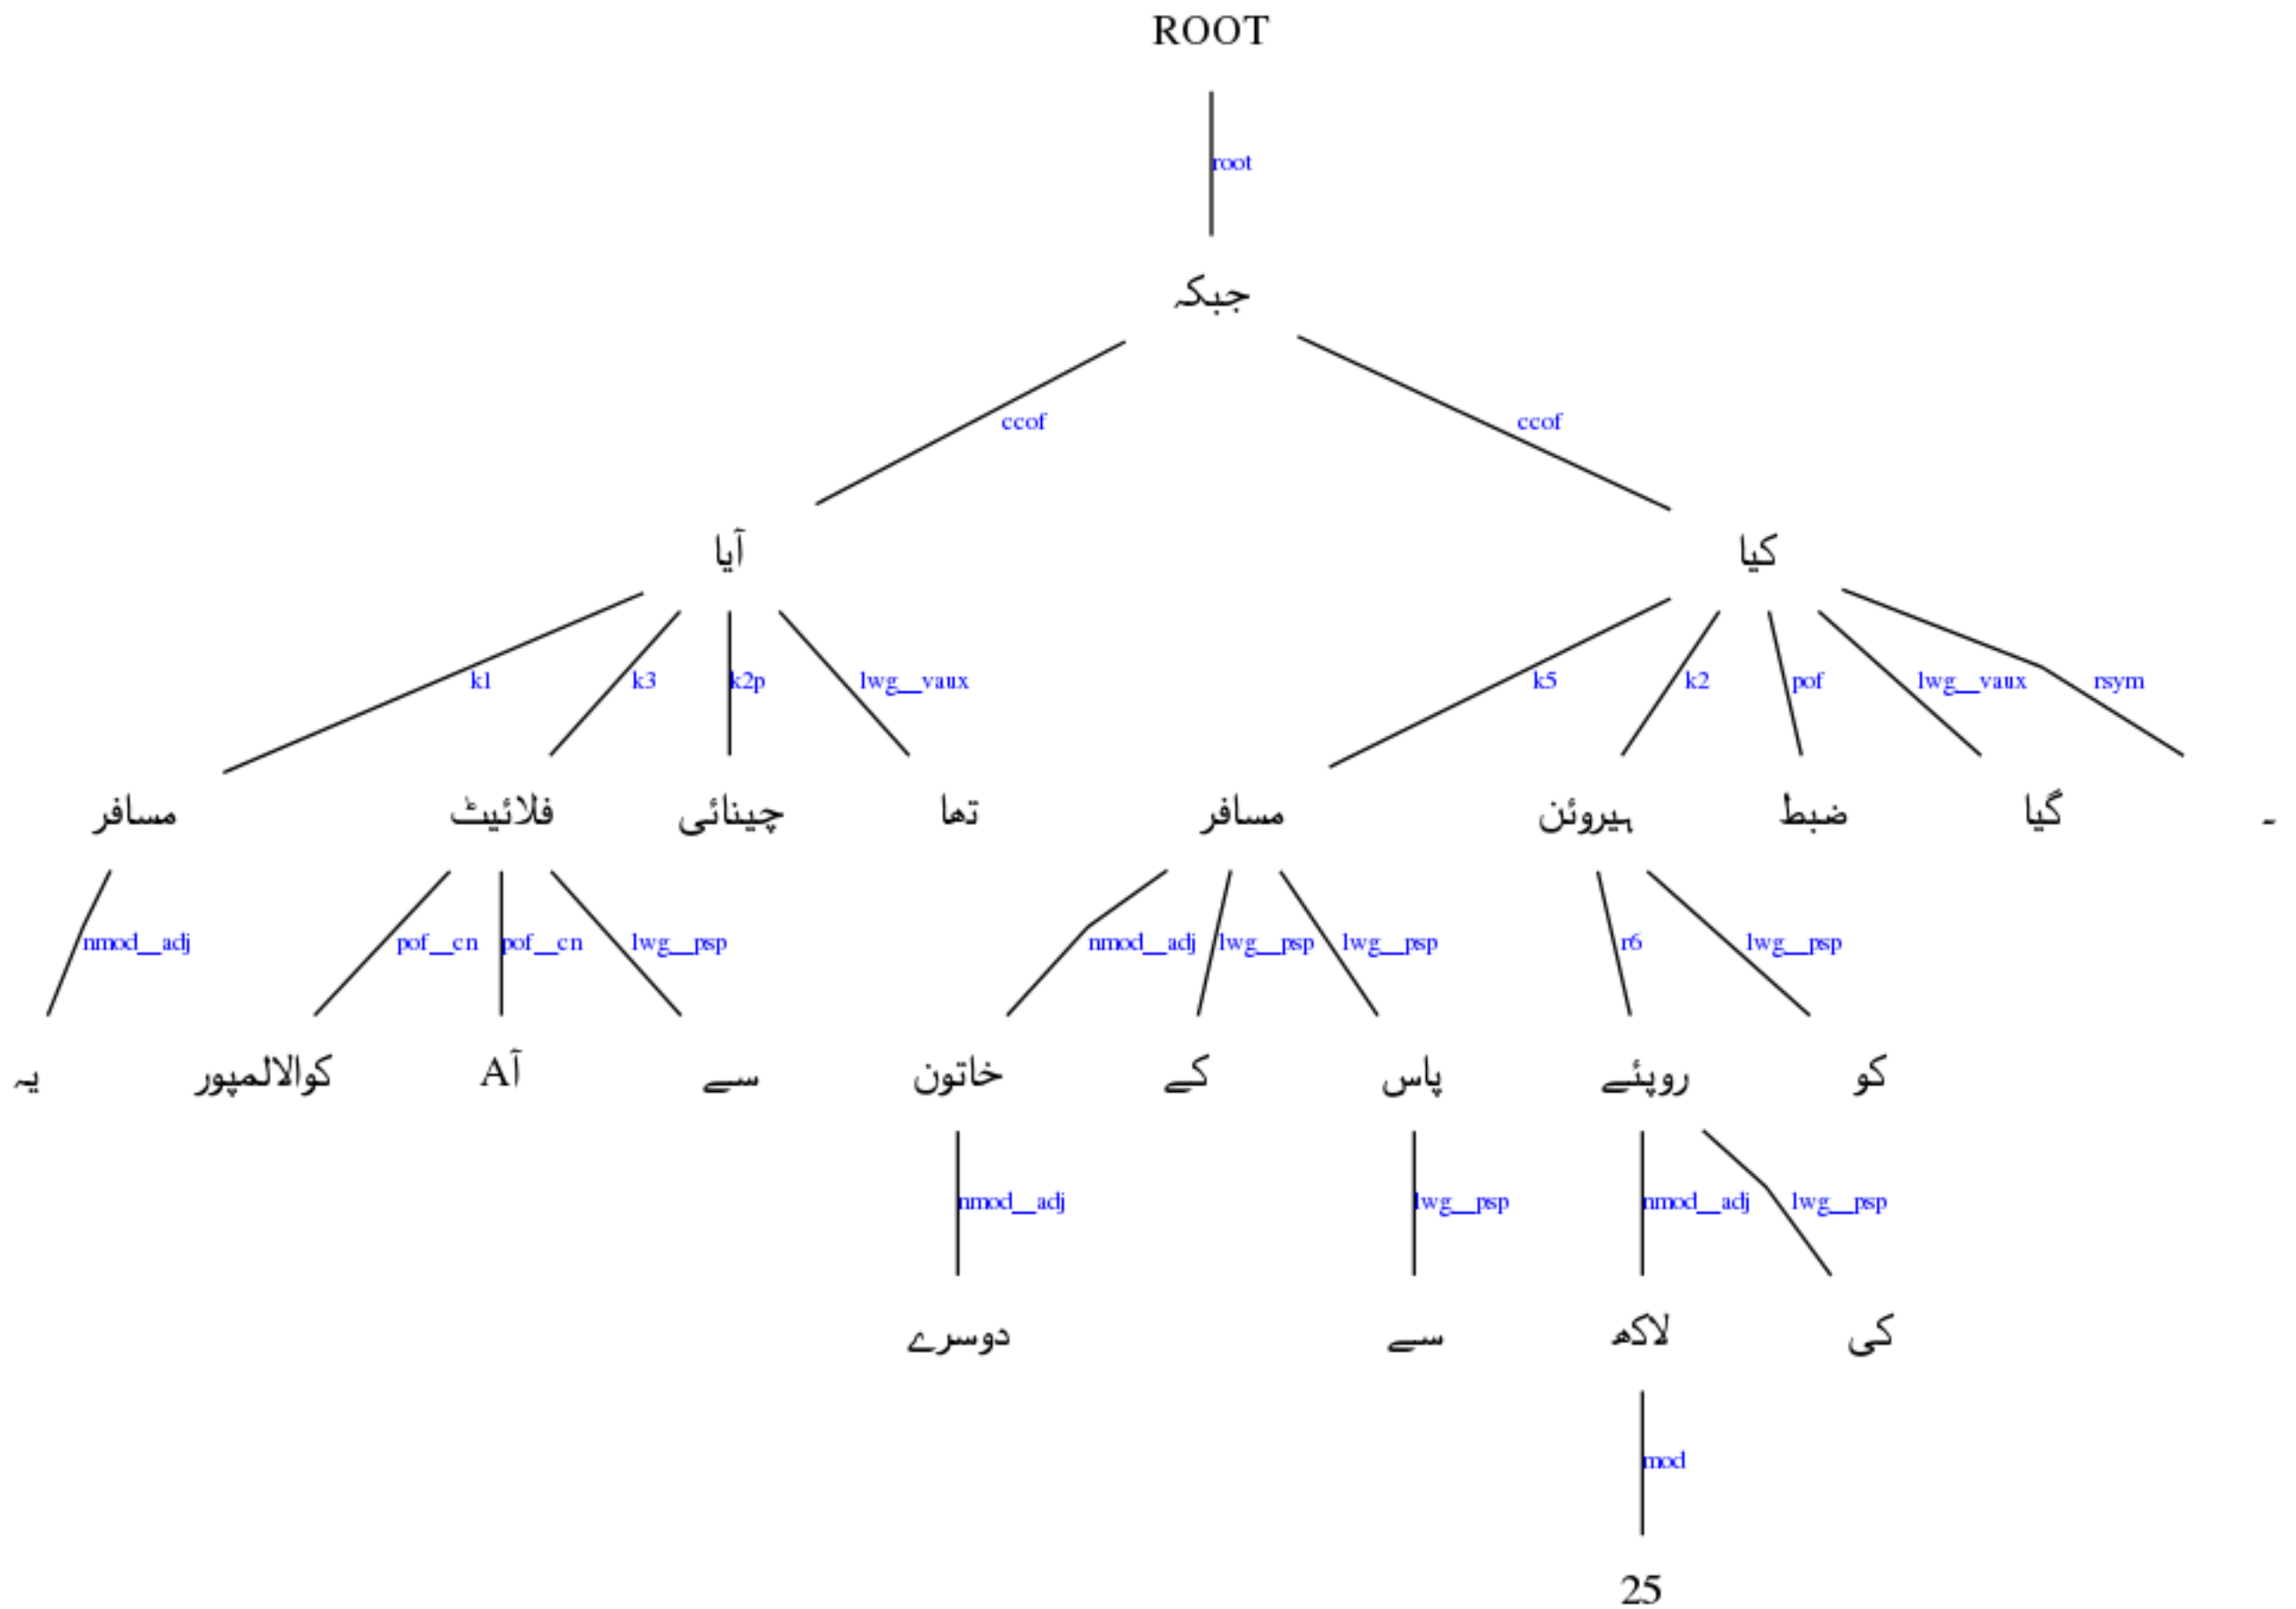 ROOT
root
جبکہ
ccof ccof
آیا کیا
k1 k3 k2p lwg__vaux k5 k2 pof lwg__vaux rsym
مسافر فلائیٹ چینائی تھا مسافر ہیروئن ضبط گیا ۔
nmod__adj pof__cn pof__cn lwg__psp nmod__adj lwg__psp lwg__psp r6 lwg__psp
یہ کوالالمپور آA سے خاتون کے پاس روپئے کو
nmod__adj lwg__psp nmod__adj lwg__psp
دوسرے سے لاکھ کی
mod
25